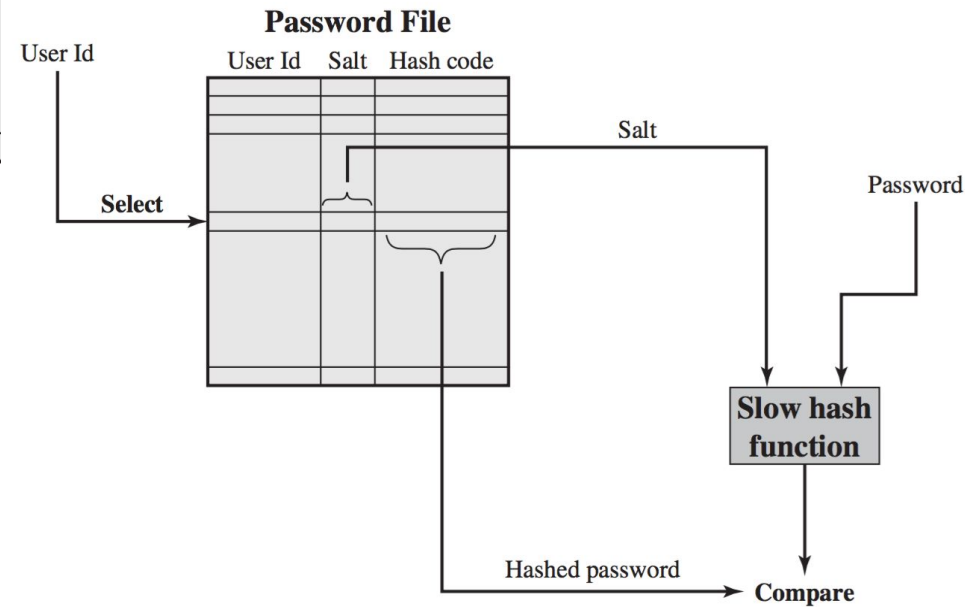 Password File
User Id
User Id Salt Hash code
Salt
Password
Select
Slow hash
function
Hashed password
Compare